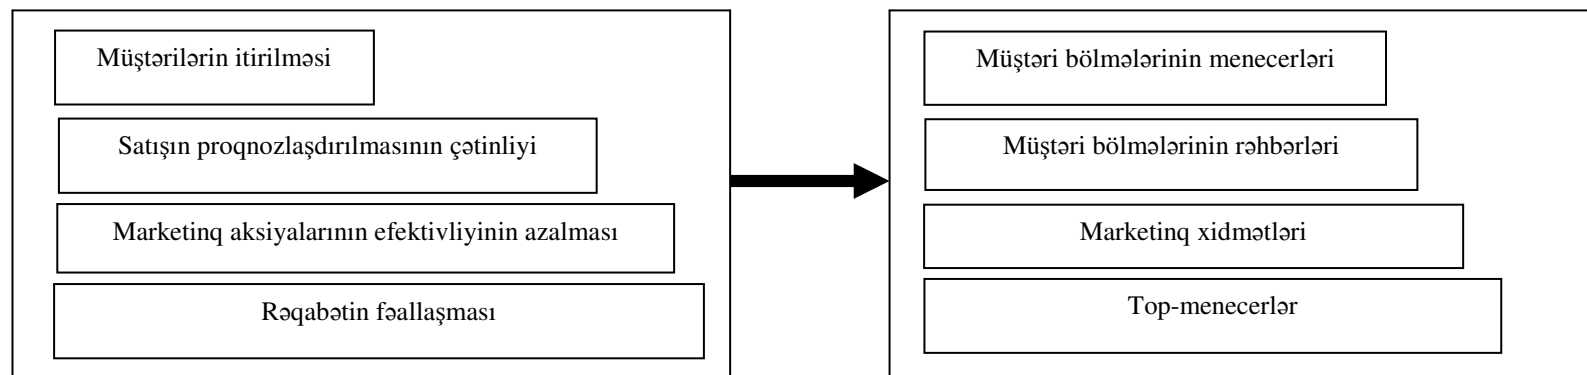 Müştərilərin itirilməsi
Satışın proqnozlaşdırılmasının çətinliyi
Marketinq aksiyalarının efektivliyinin azalması
Rəqabətin fəallaşması
Müştəri bölmələrinin menecerləri
Müştəri bölmələrinin rəhbərləri
Marketinq xidmətləri
Top-menecerlər